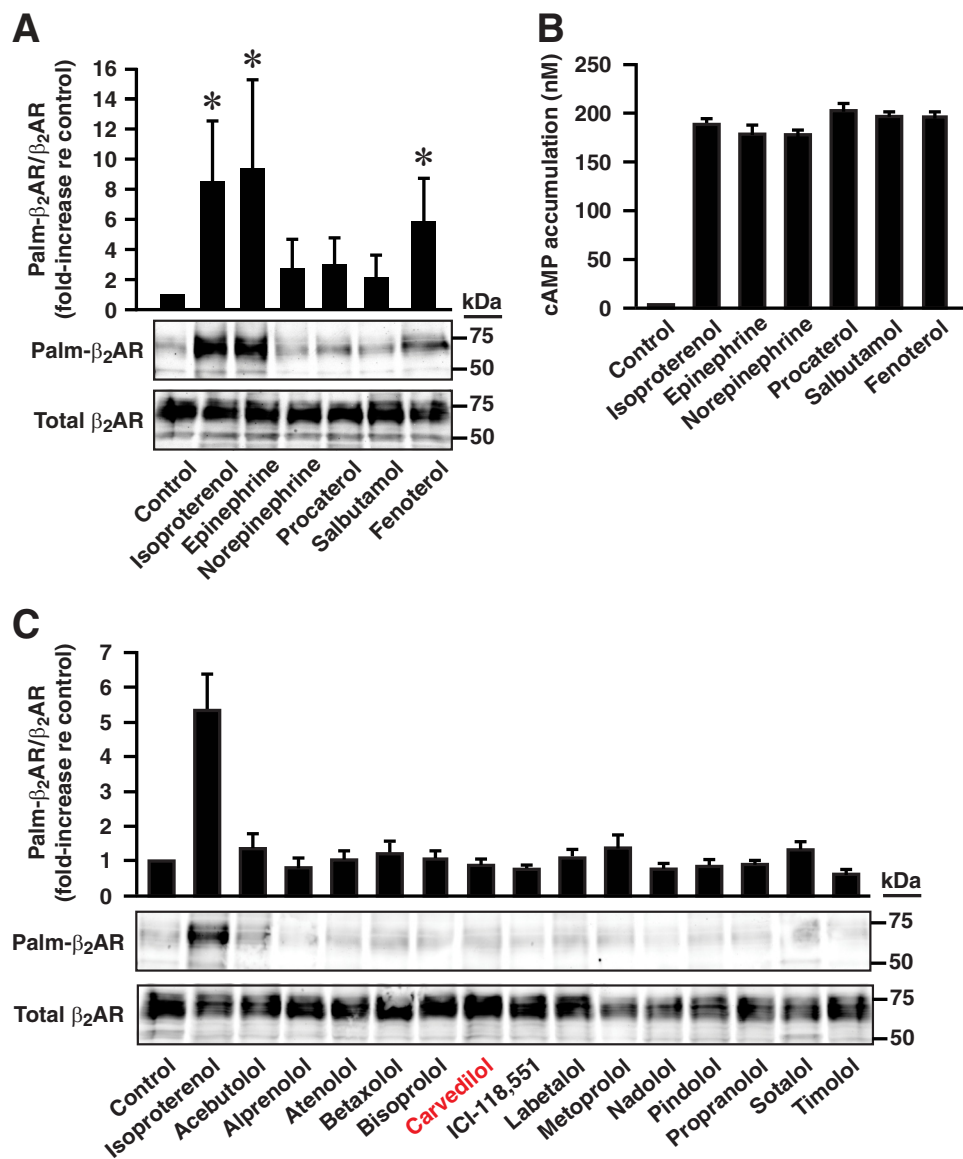 A
Palm-β2AR/β2AR
(fold-increase re control)
16
14
12
10
8
6
4
2
0
*
*
*
kDa
Palm-β2AR
75
50
Total β2AR
75
50
Control
Isoproterenol
Epinephrine
Norepinephrine
Procaterol
Salbutamol
Fenoterol
B
cAMP accumulation (nM)
250
200
150
100
50
0
Control
Isoproterenol
Epinephrine
Norepinephrine
Procaterol
Salbutamol
Fenoterol
C
Palm-β2AR/β2AR
(fold-increase re control)
7
6
5
4
3
2
1
0
kDa
Palm-β2AR
75
50
Total β2AR
75
50
Control
Isoproterenol
Acebutolol
Alprenolol
Atenolol
Betaxolol
Bisoprolol
Carvedilol
ICI-118,551
Labetalol
Metoprolol
Nadolol
Pindolol
Propranolol
Sotalol
Timolol